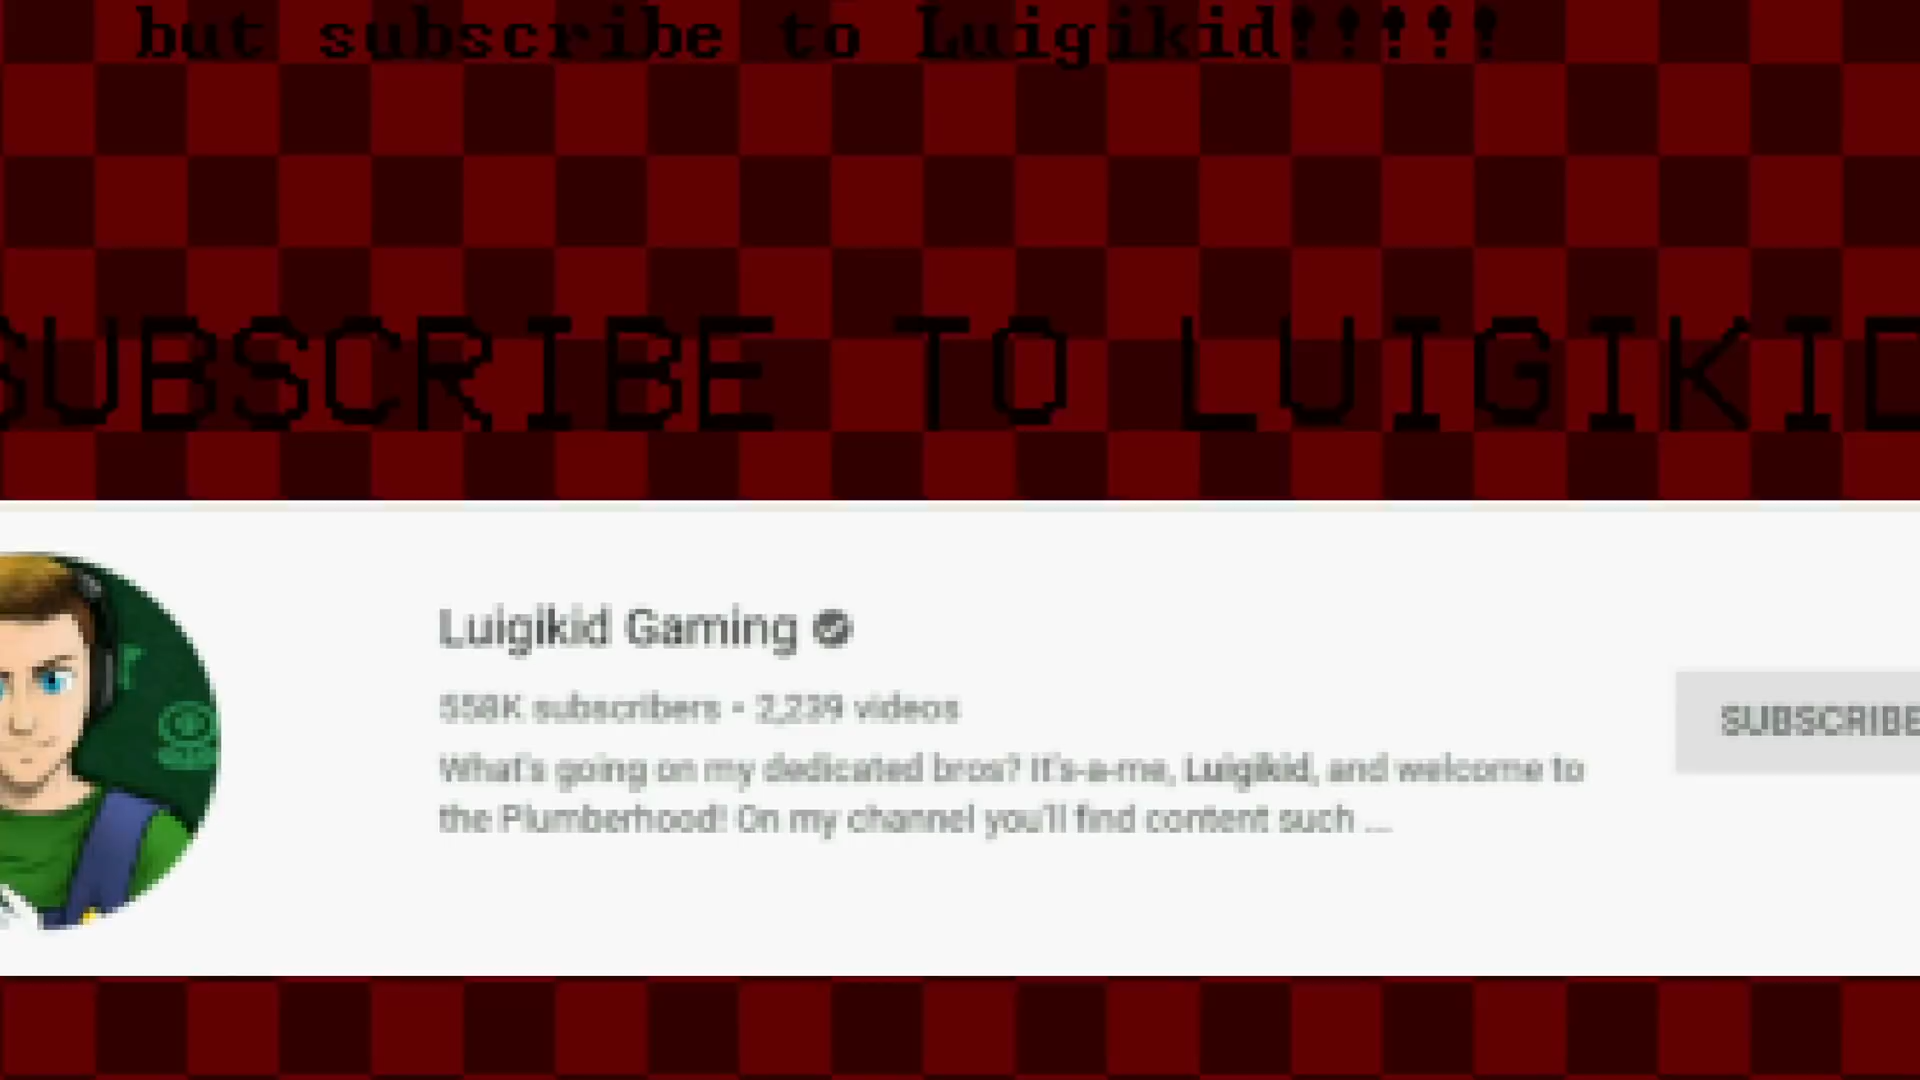 but subscribe to Luigikid!!!!!
SUBSCRIBE TO LUIGIKID
Luigikid Gaming
558K subscribers • 2,239 videos
What's going on my dedicated bros? It's-a-me, Luigikid, and welcome to
the Plumberhood! On my channel you'll find content such ...
SUBSCRIBE